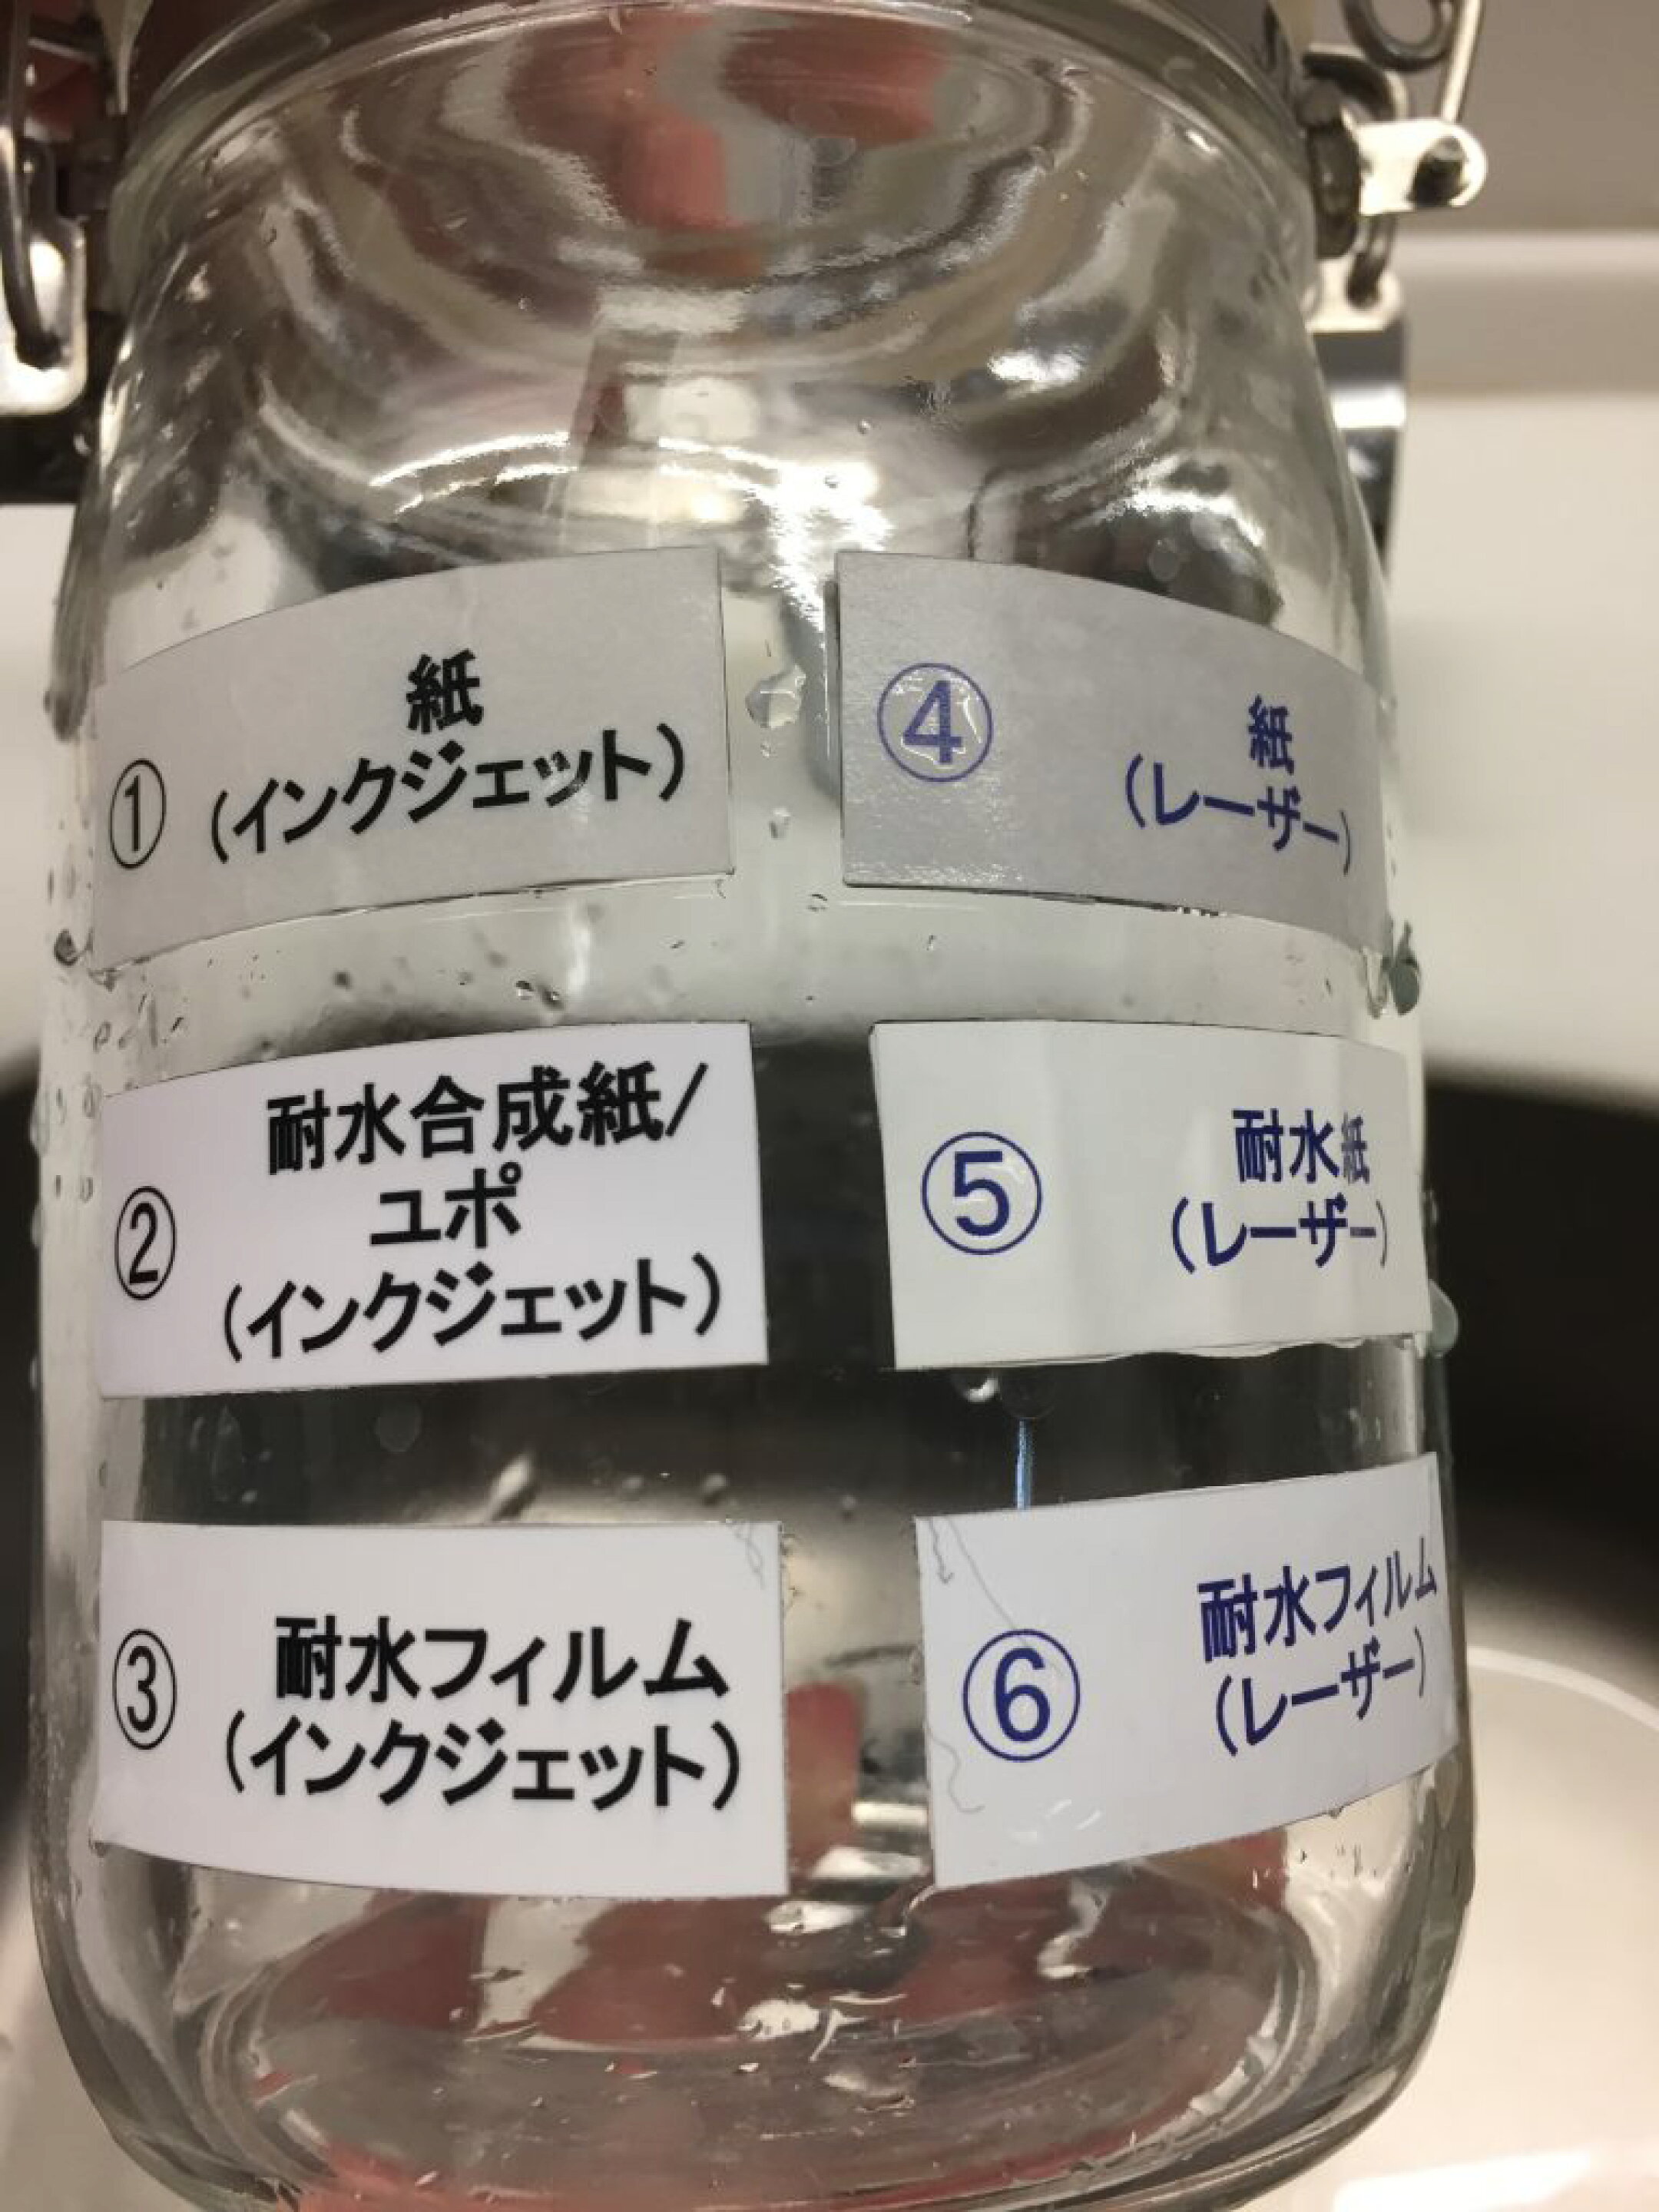 ① 紙
(インクジェット)
② 耐水合成紙/
ユポ
(インクジェット)
③ 耐水フィルム
(インクジェット)
④ 紙
(レーザー)
⑤ 耐水紙
(レーザー)
⑥ 耐水フィルム
(レーザー)